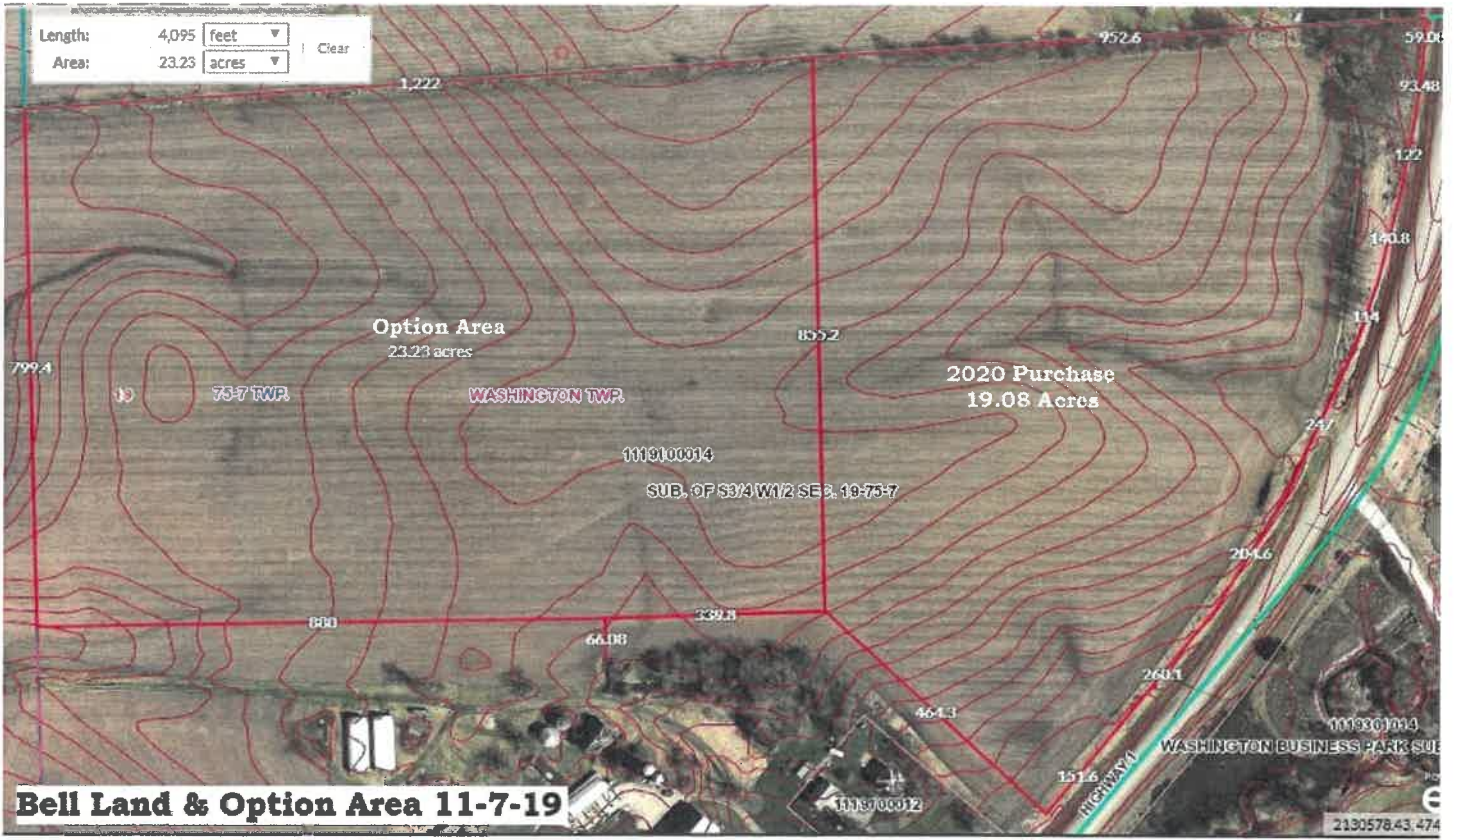 Length: 4,095 feet
Area: 23.23 acres
Clear
952.6
59.08
1,222
93.48
122
140.8
114
Option Area
23.23 acres
855.2
799.4
2020 Purchase
19.08 Acres
19
75-7 TWP.
WASHINGTON TWP.
247
1119100014
SUB. OF S3/4 W1/2 SEC. 19-75-7
204.6
880
339.8
66.08
260.1
464.3
1119301014
WASHINGTON BUSINESS PARK SUB
151.6
HIGHWAY 1
1119100012
Bell Land & Option Area 11-7-19
2130578.43, 474